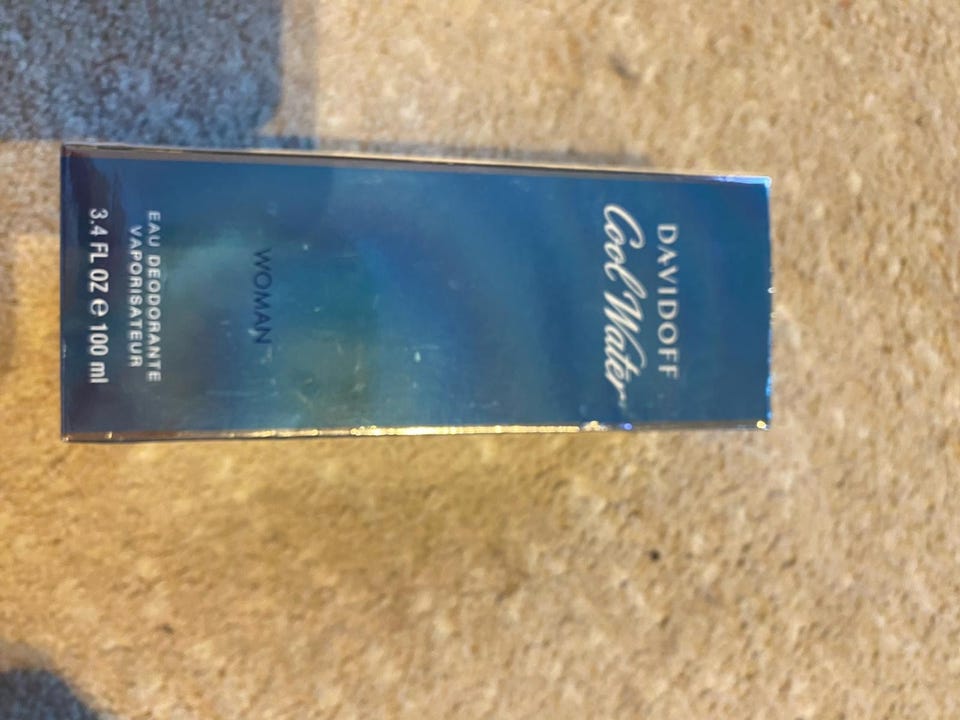 DAVIDOFF
Cool Water
WOMAN
EAU DEODORANTE
VAPORISATEUR
3.4 FL OZ e 100 ml